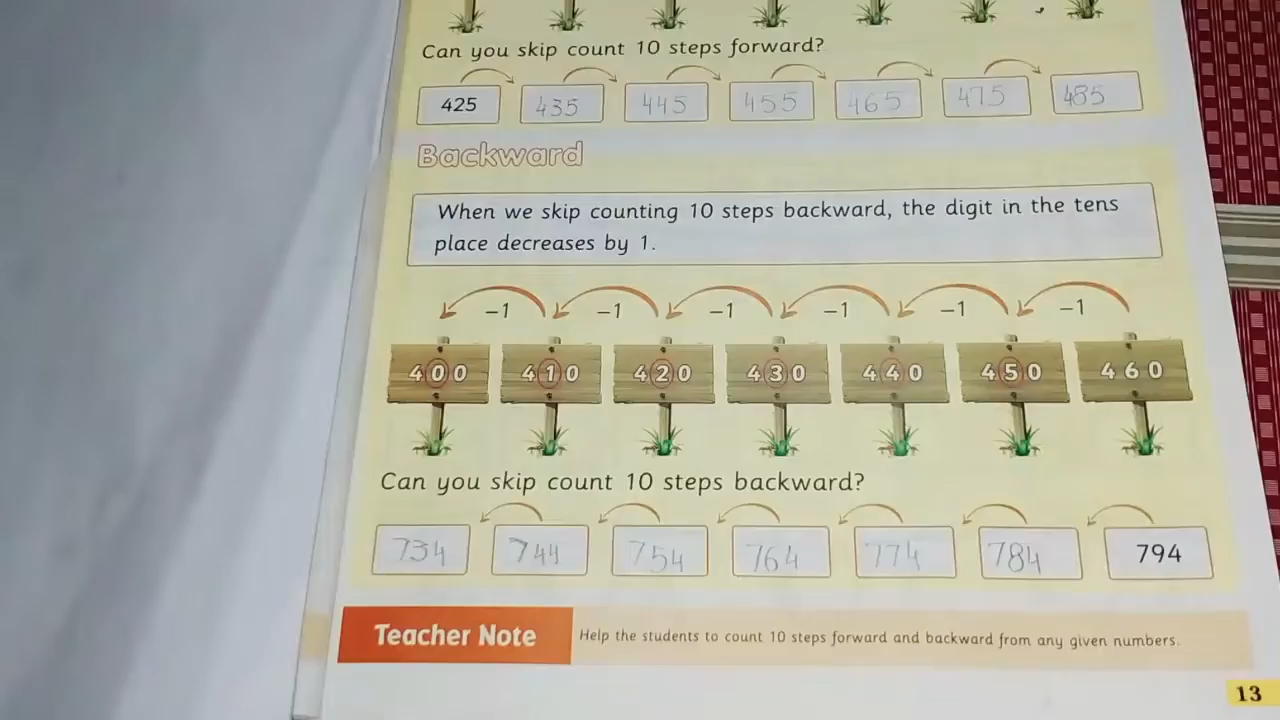 Can you skip count 10 steps forward?
425 435 445 455 465 475 485
Backward
When we skip counting 10 steps backward, the digit in the tens
place decreases by 1.
-1 -1 -1 -1 -1 -1
400 410 420 430 440 450 460
Can you skip count 10 steps backward?
734 744 754 764 774 784 794
Teacher Note Help the students to count 10 steps forward and backward from any given numbers.
13